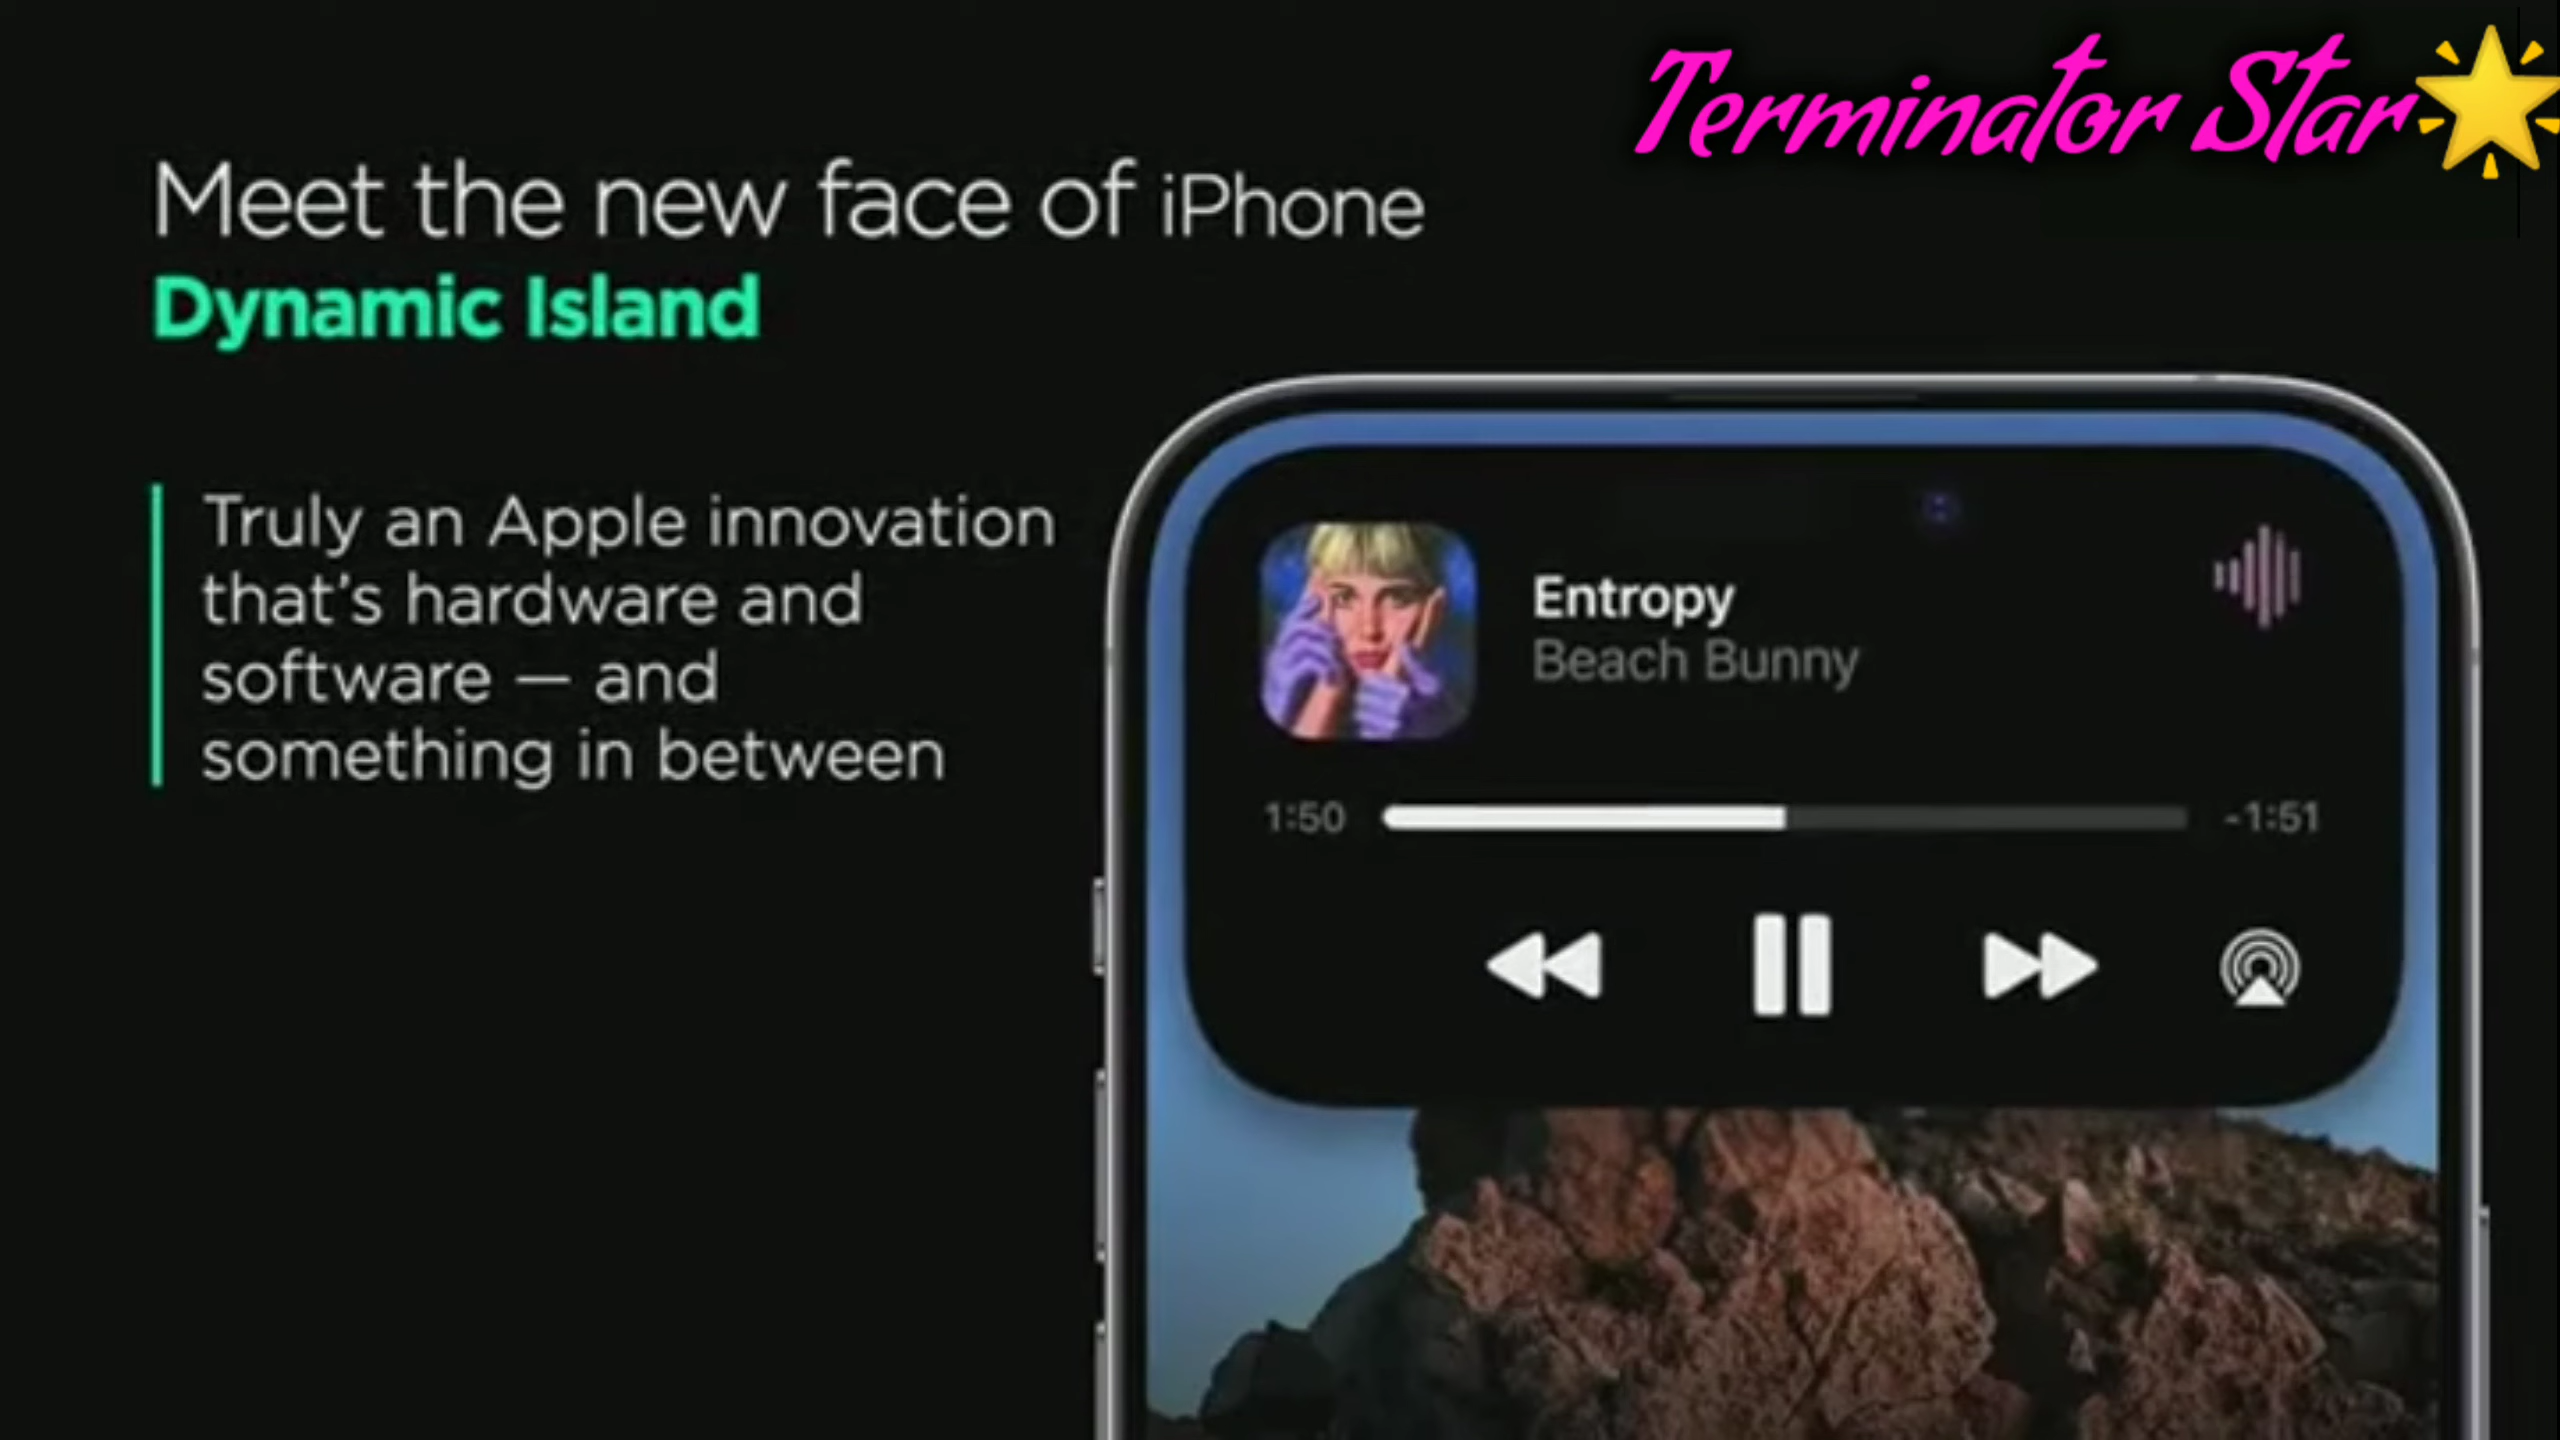 Terminator Star
Meet the new face of iPhone
Dynamic Island
Truly an Apple innovation
that's hardware and
software — and
something in between
Entropy
Beach Bunny
1:50
-1:51